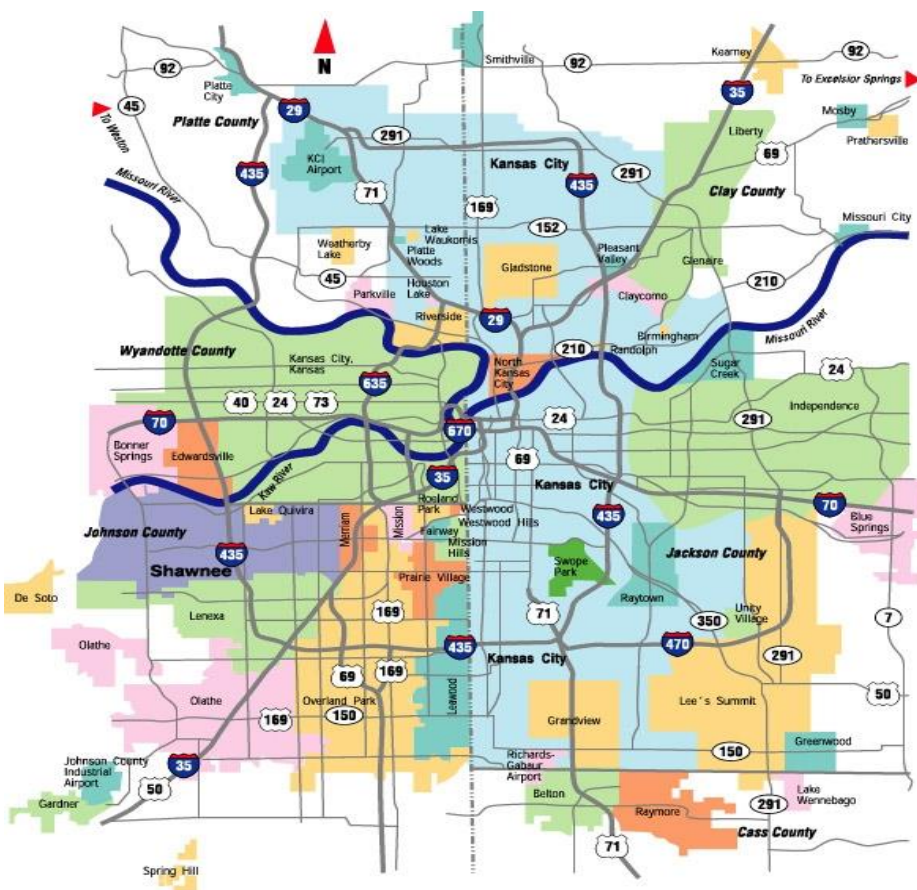 N
92
Platte
City
Smithville
92
Kearney
92
To Excelsior Springs
45
To Weston
Platte County
29
35
Mosby
Prathersville
291
KCI
Airport
Kansas City
Liberty
69
435
71
169
435
291
Clay County
Missouri River
Missouri City
Lake
Waukomis
Weatherby
Lake
Platte
Woods
152
Pleasant
Valley
Gladstone
Glenaire
45
Houston
Lake
210
Parkville
Claycomo
Riverside
29
Birmingham
Missouri River
Wyandotte County
Kansas City,
Kansas
North
Kansas
City
210
Randolph
Sugar
Creek
24
635
40
24
73
24
291
Independence
70
670
Bonner
Springs
Edwardsville
69
Kaw River
35
Kansas City
70
Roeland
Park
Lake Quivira
Mission
Westwood
Westwood Hills
435
Blue
Springs
Johnson County
Merriam
Fairway
Mission
Hills
435
Jackson County
Shawnee
Prairie Village
Swope
Park
De Soto
Raytown
Lenexa
169
71
350
Unity
Village
7
Olathe
435
Kansas City
470
291
69
169
50
Olathe
Overland Park
Leawood
Lee's Summit
169
150
Grandview
150
Greenwood
Johnson County
Industrial
Airport
35
Richards-
Gabaur
Airport
50
Gardner
Belton
Raymore
291
Lake
Wennebago
Cass County
71
Spring Hill